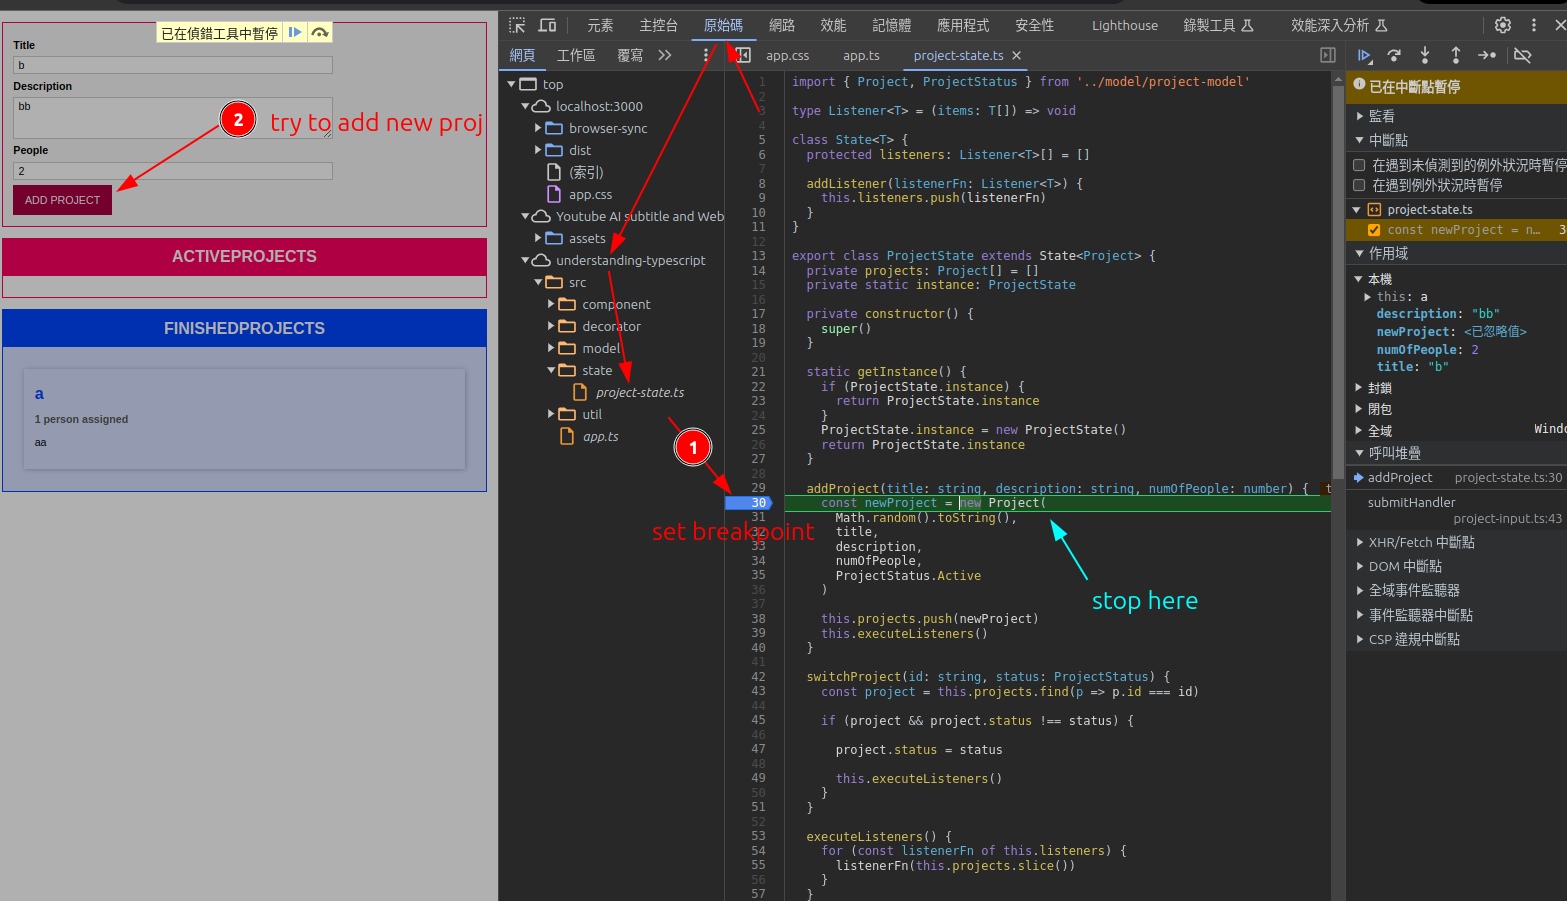 已在偵錯工具中暫停
Title
b
Description
bb
People
2
ADD PROJECT
2
try to add new proj
ACTIVEPROJECTS
FINISHEDPROJECTS
a
1 person assigned
aa
元素
主控台
原始碼
網路
效能
記憶體
應用程式
安全性
Lighthouse
錄製工具
效能深入分析
網頁
工作區
覆寫
app.css
app.ts
project-state.ts
top
localhost:3000
browser-sync
dist
(索引)
app.css
Youtube AI subtitle and Web
assets
understanding-typescript
src
component
decorator
model
state
project-state.ts
util
app.ts
1
set breakpoint
1 import { Project, ProjectStatus } from '../model/project-model'
2
3 type Listener<T> = (items: T[]) => void
4
5 class State<T> {
6 protected listeners: Listener<T>[] = []
7
8 addListener(listenerFn: Listener<T>) {
9 this.listeners.push(listenerFn)
10 }
11 }
12
13 export class ProjectState extends State<Project> {
14 private projects: Project[] = []
15 private static instance: ProjectState
16
17 private constructor() {
18 super()
19 }
20
21 static getInstance() {
22 if (ProjectState.instance) {
23 return ProjectState.instance
24 }
25 ProjectState.instance = new ProjectState()
26 return ProjectState.instance
27 }
28
29 addProject(title: string, description: string, numOfPeople: number) { t
30 const newProject = new Project(
31 Math.random().toString(),
32 title,
33 description,
34 numOfPeople,
35 ProjectStatus.Active
36 )
37
38 this.projects.push(newProject)
39 this.executeListeners()
40 }
41
42 switchProject(id: string, status: ProjectStatus) {
43 const project = this.projects.find(p => p.id === id)
44
45 if (project && project.status !== status) {
46
47 project.status = status
48
49 this.executeListeners()
50 }
51 }
52
53 executeListeners() {
54 for (const listenerFn of this.listeners) {
55 listenerFn(this.projects.slice())
56 }
57 }
stop here
已在中斷點暫停
監看
中斷點
在遇到未偵測到的例外狀況時暫停
在遇到例外狀況時暫停
project-state.ts
const newProject = n… 3
作用域
本機
this: a
description: "bb"
newProject: <已忽略值>
numOfPeople: 2
title: "b"
封鎖
閉包
全域 Windo
呼叫堆疊
addProject project-state.ts:30
submitHandler
project-input.ts:43
XHR/Fetch 中斷點
DOM 中斷點
全域事件監聽器
事件監聽器中斷點
CSP 違規中斷點